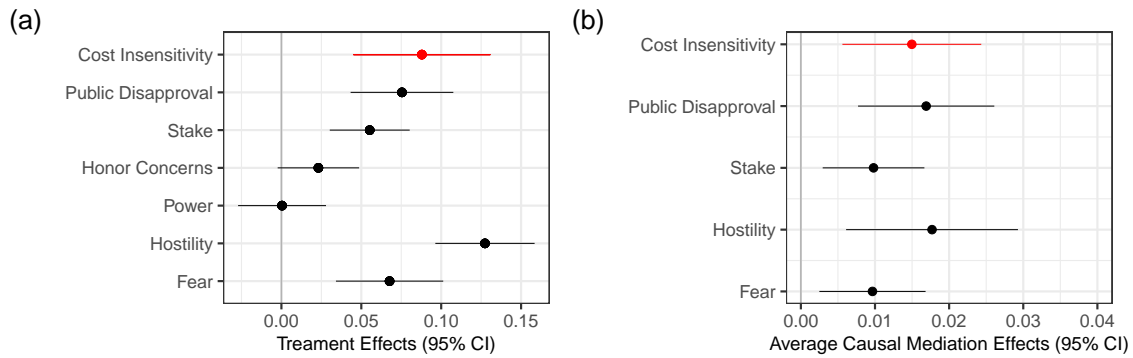 (a)
Cost Insensitivity
Public Disapproval
Stake
Honor Concerns
Power
Hostility
Fear
0.00 0.05 0.10 0.15
Treament Effects (95% CI)
(b)
Cost Insensitivity
Public Disapproval
Stake
Hostility
Fear
0.00 0.01 0.02 0.03 0.04
Average Causal Mediation Effects (95% CI)